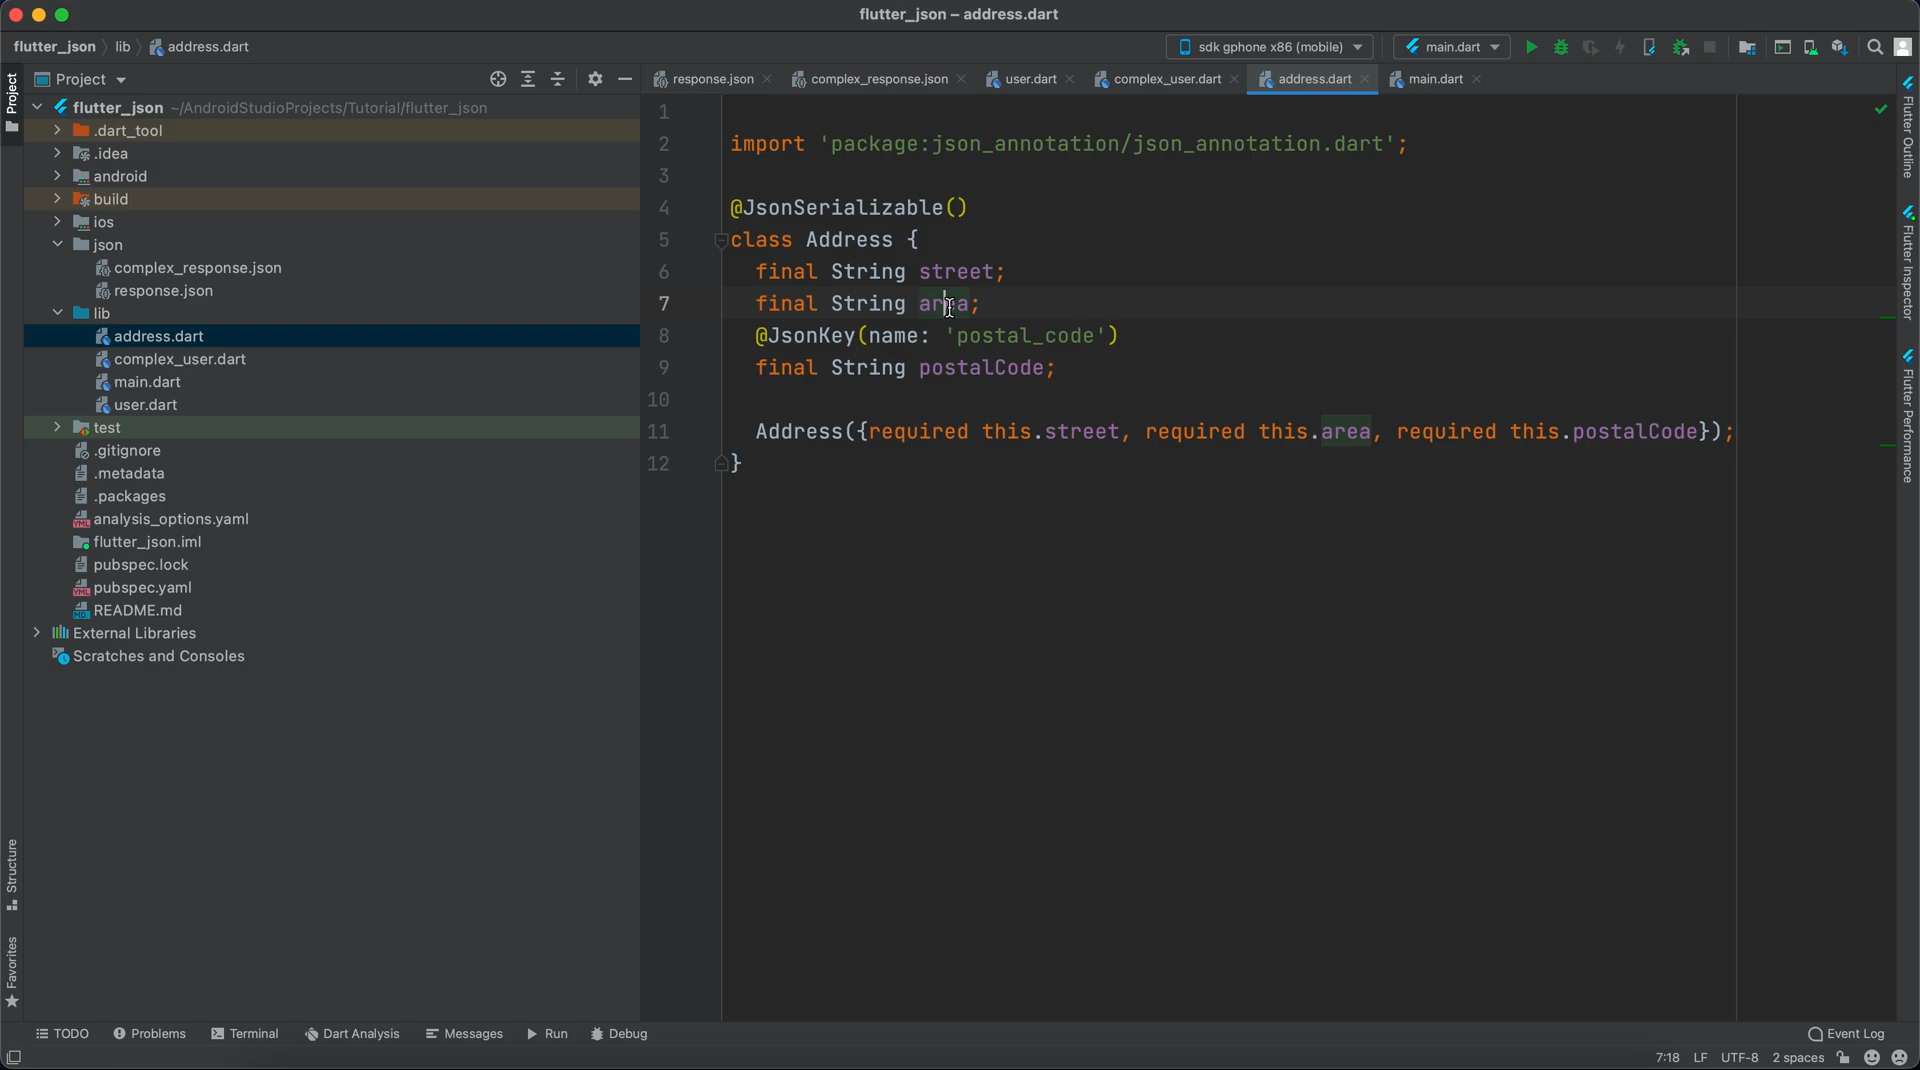 flutter_json – address.dart
flutter_json lib address.dart
sdk gphone x86 (mobile)
main.dart
Project
response.json
complex_response.json
user.dart
complex_user.dart
address.dart
main.dart
Project
flutter_json ~/AndroidStudioProjects/Tutorial/flutter_json
.dart_tool
.idea
android
build
ios
json
complex_response.json
response.json
lib
address.dart
complex_user.dart
main.dart
user.dart
test
.gitignore
.metadata
.packages
analysis_options.yaml
flutter_json.iml
pubspec.lock
pubspec.yaml
README.md
External Libraries
Scratches and Consoles
1
2 import 'package:json_annotation/json_annotation.dart';
3
4 @JsonSerializable()
5 class Address {
6 final String street;
7 final String area;
8 @JsonKey(name: 'postal_code')
9 final String postalCode;
10
11 Address({required this.street, required this.area, required this.postalCode});
12 }
Flutter Outline
Flutter Inspector
Flutter Performance
Structure
Favorites
TODO
Problems
Terminal
Dart Analysis
Messages
Run
Debug
Event Log
7:18 LF UTF-8 2 spaces